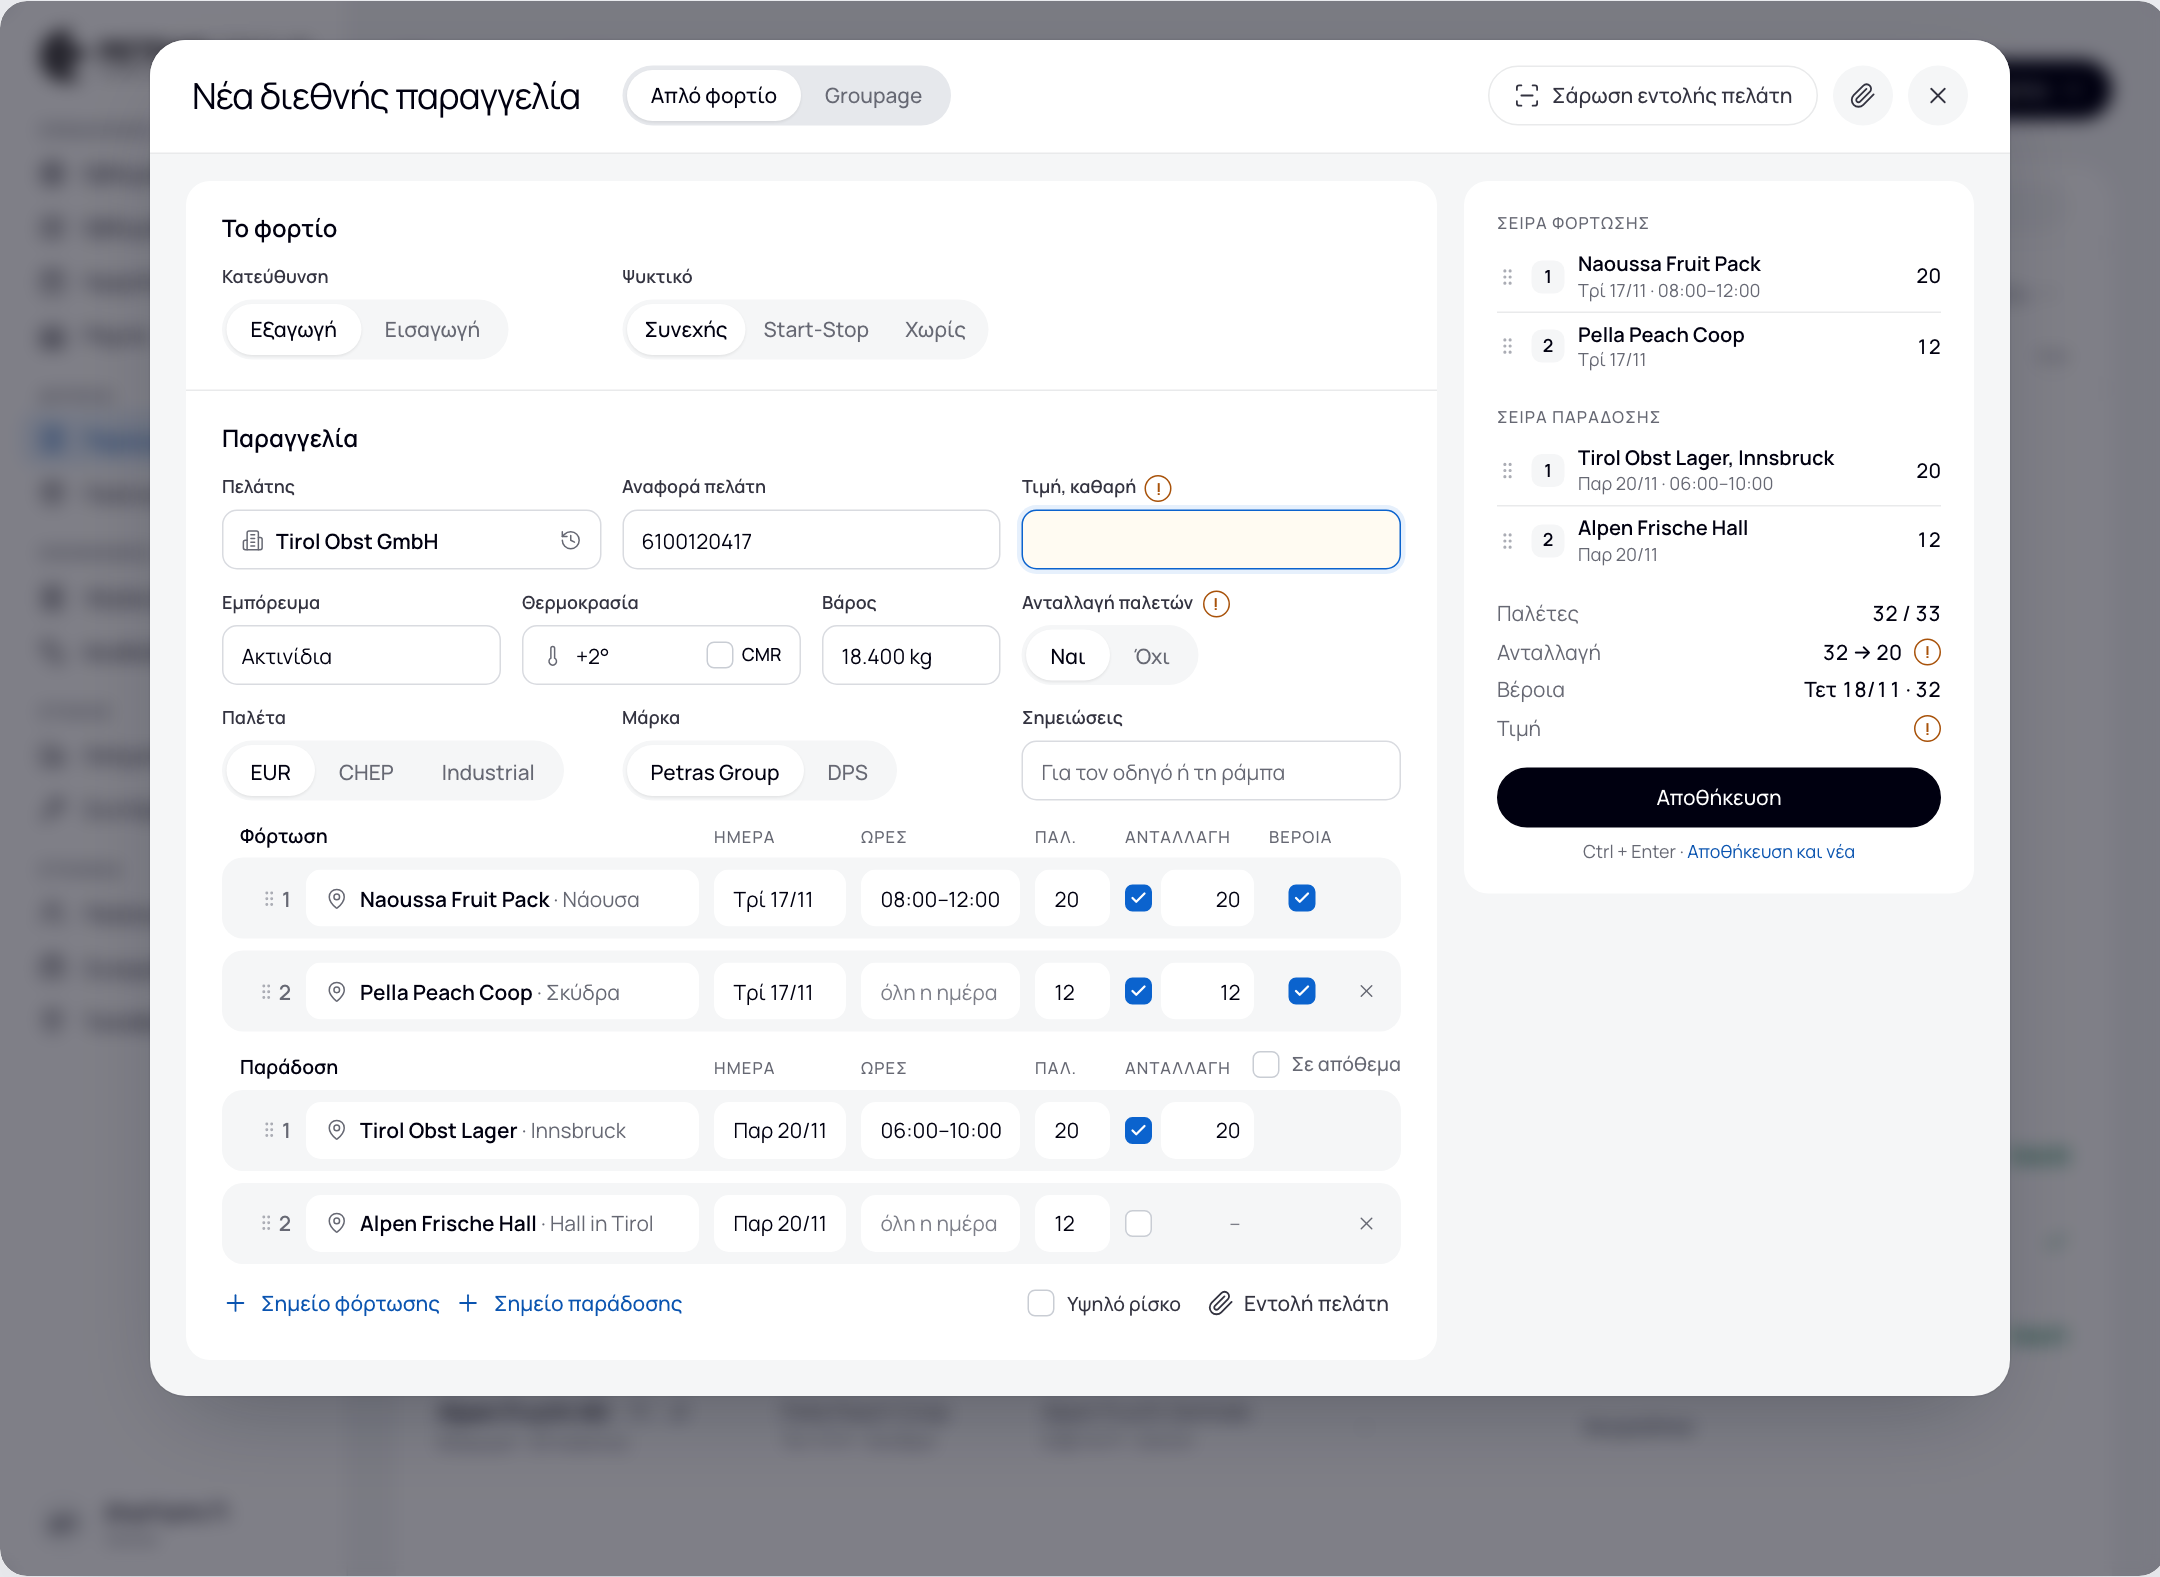 Νέα διεθνής παραγγελία
Απλό φορτίο Groupage
Σάρωση εντολής πελάτη
Το φορτίο
Κατεύθυνση Ψυκτικό
Εξαγωγή Εισαγωγή Συνεχής Start-Stop Χωρίς
Παραγγελία
Πελάτης Αναφορά πελάτη Τιμή, καθαρή
Tirol Obst GmbH 6100120417
Εμπόρευμα Θερμοκρασία Βάρος Ανταλλαγή παλετών
Ακτινίδια +2° CMR 18.400 kg Ναι Όχι
Παλέτα Μάρκα Σημειώσεις
EUR CHEP Industrial Petras Group DPS Για τον οδηγό ή τη ράμπα
Φόρτωση ΗΜΕΡΑ ΩΡΕΣ ΠΑΛ. ΑΝΤΑΛΛΑΓΗ ΒΕΡΟΙΑ
1 Naoussa Fruit Pack · Νάουσα Τρί 17/11 08:00–12:00 20 20
2 Pella Peach Coop · Σκύδρα Τρί 17/11 όλη η ημέρα 12 12
Παράδοση ΗΜΕΡΑ ΩΡΕΣ ΠΑΛ. ΑΝΤΑΛΛΑΓΗ Σε απόθεμα
1 Tirol Obst Lager · Innsbruck Παρ 20/11 06:00–10:00 20 20
2 Alpen Frische Hall · Hall in Tirol Παρ 20/11 όλη η ημέρα 12 –
+ Σημείο φόρτωσης + Σημείο παράδοσης Υψηλό ρίσκο Εντολή πελάτη
ΣΕΙΡΑ ΦΟΡΤΩΣΗΣ
1 Naoussa Fruit Pack 20
Τρί 17/11 · 08:00–12:00
2 Pella Peach Coop 12
Τρί 17/11
ΣΕΙΡΑ ΠΑΡΑΔΟΣΗΣ
1 Tirol Obst Lager, Innsbruck 20
Παρ 20/11 · 06:00–10:00
2 Alpen Frische Hall 12
Παρ 20/11
Παλέτες 32 / 33
Ανταλλαγή 32 → 20
Βέροια Τετ 18/11 · 32
Τιμή
Αποθήκευση
Ctrl + Enter · Αποθήκευση και νέα